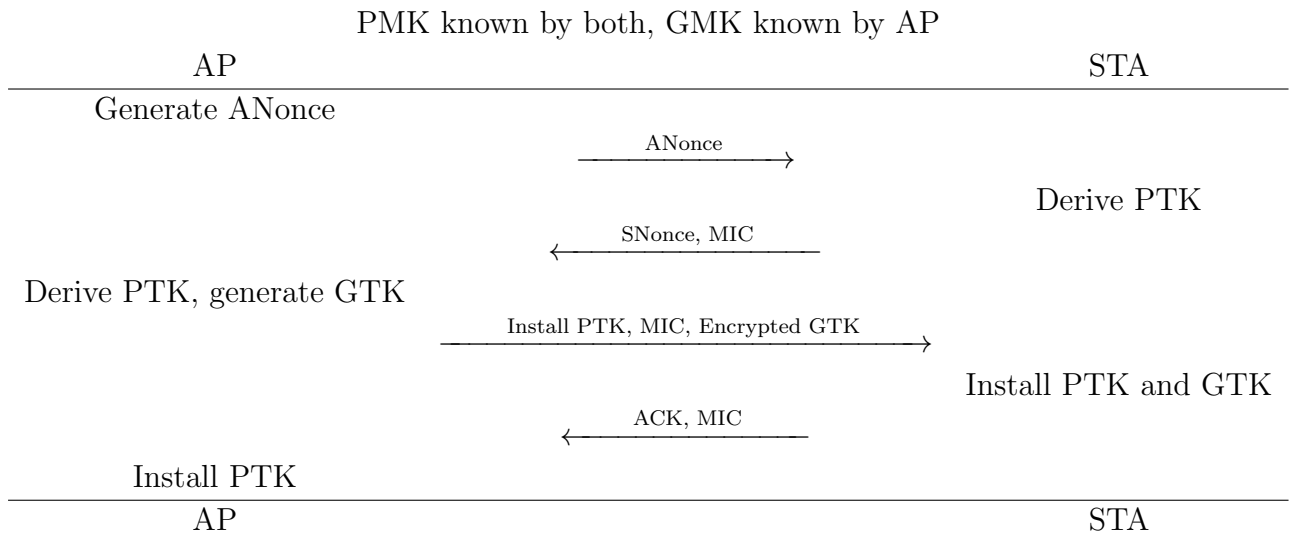 PMK known by both, GMK known by AP
AP STA
Generate ANonce
ANonce
Derive PTK
SNonce, MIC
Derive PTK, generate GTK
Install PTK, MIC, Encrypted GTK
Install PTK and GTK
ACK, MIC
Install PTK
AP STA